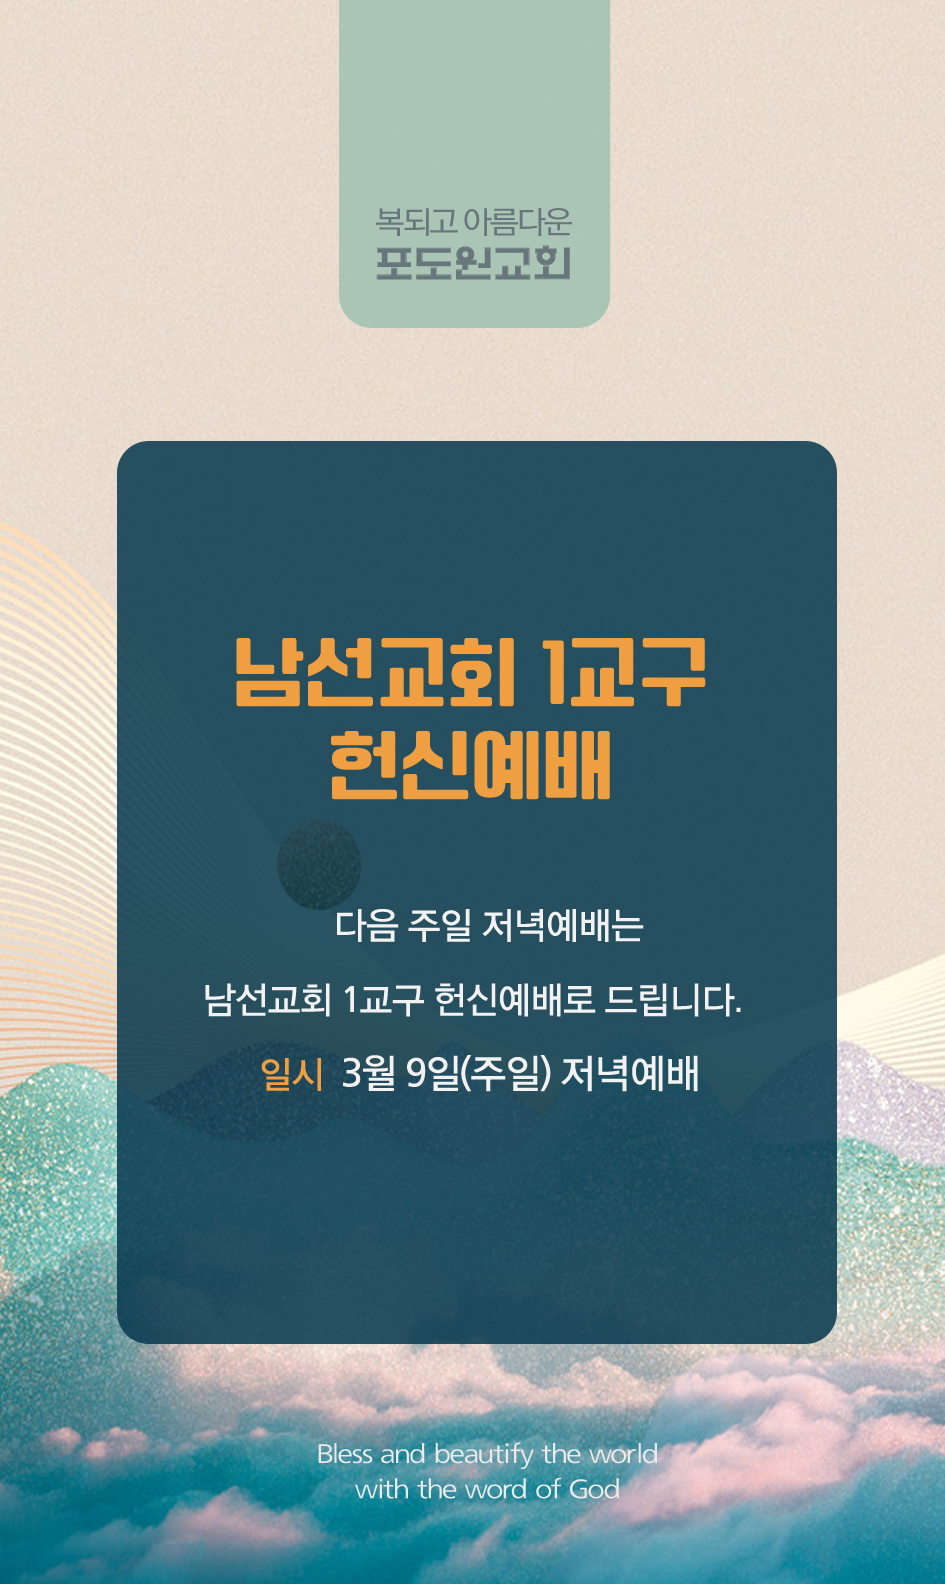 복되고 아름다운
포도원교회
남선교회 1교구
헌신예배
다음 주일 저녁예배는
남선교회 1교구 헌신예배로 드립니다.
일시 3월 9일(주일) 저녁예배
Bless and beautify the world
with the word of God